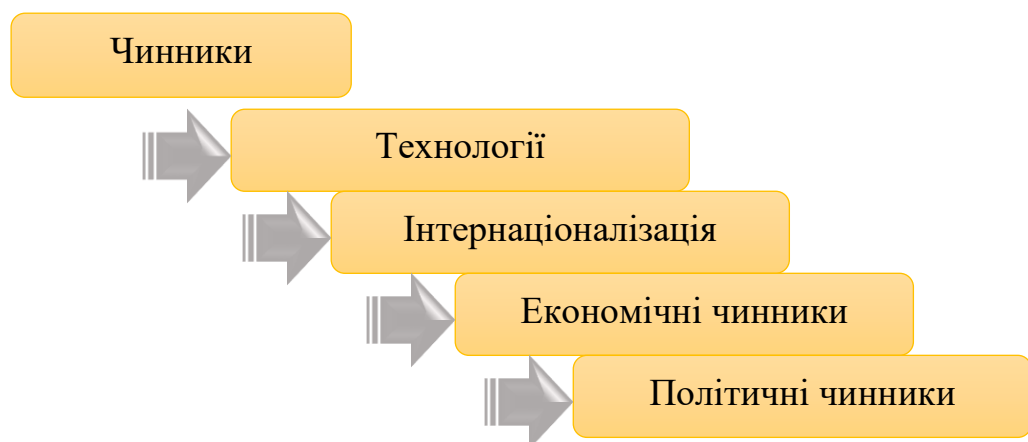 Чинники
Технології
Інтернаціоналізація
Економічні чинники
Політичні чинники